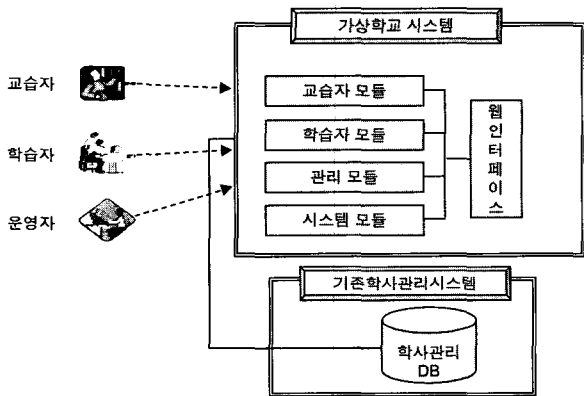 가상학교 시스템
교습자
학습자
운영자
교습자 모듈
학습자 모듈
관리 모듈
시스템 모듈
웹
인
터
페
이
스
기존학사관리시스템
학사관리
DB